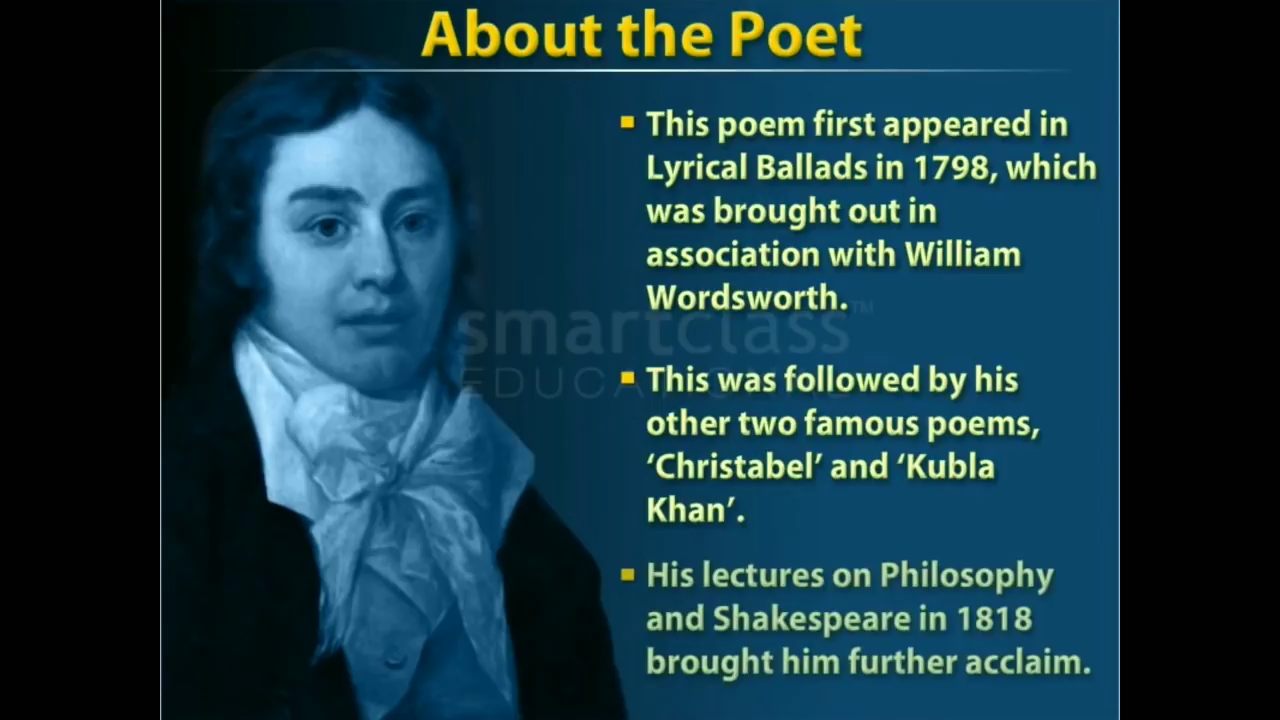 About the Poet
▪ This poem first appeared in
Lyrical Ballads in 1798, which
was brought out in
association with William
Wordsworth.
smartclass™
EDUCATIONAL
▪ This was followed by his
other two famous poems,
‘Christabel’ and ‘Kubla
Khan’.
▪ His lectures on Philosophy
and Shakespeare in 1818
brought him further acclaim.